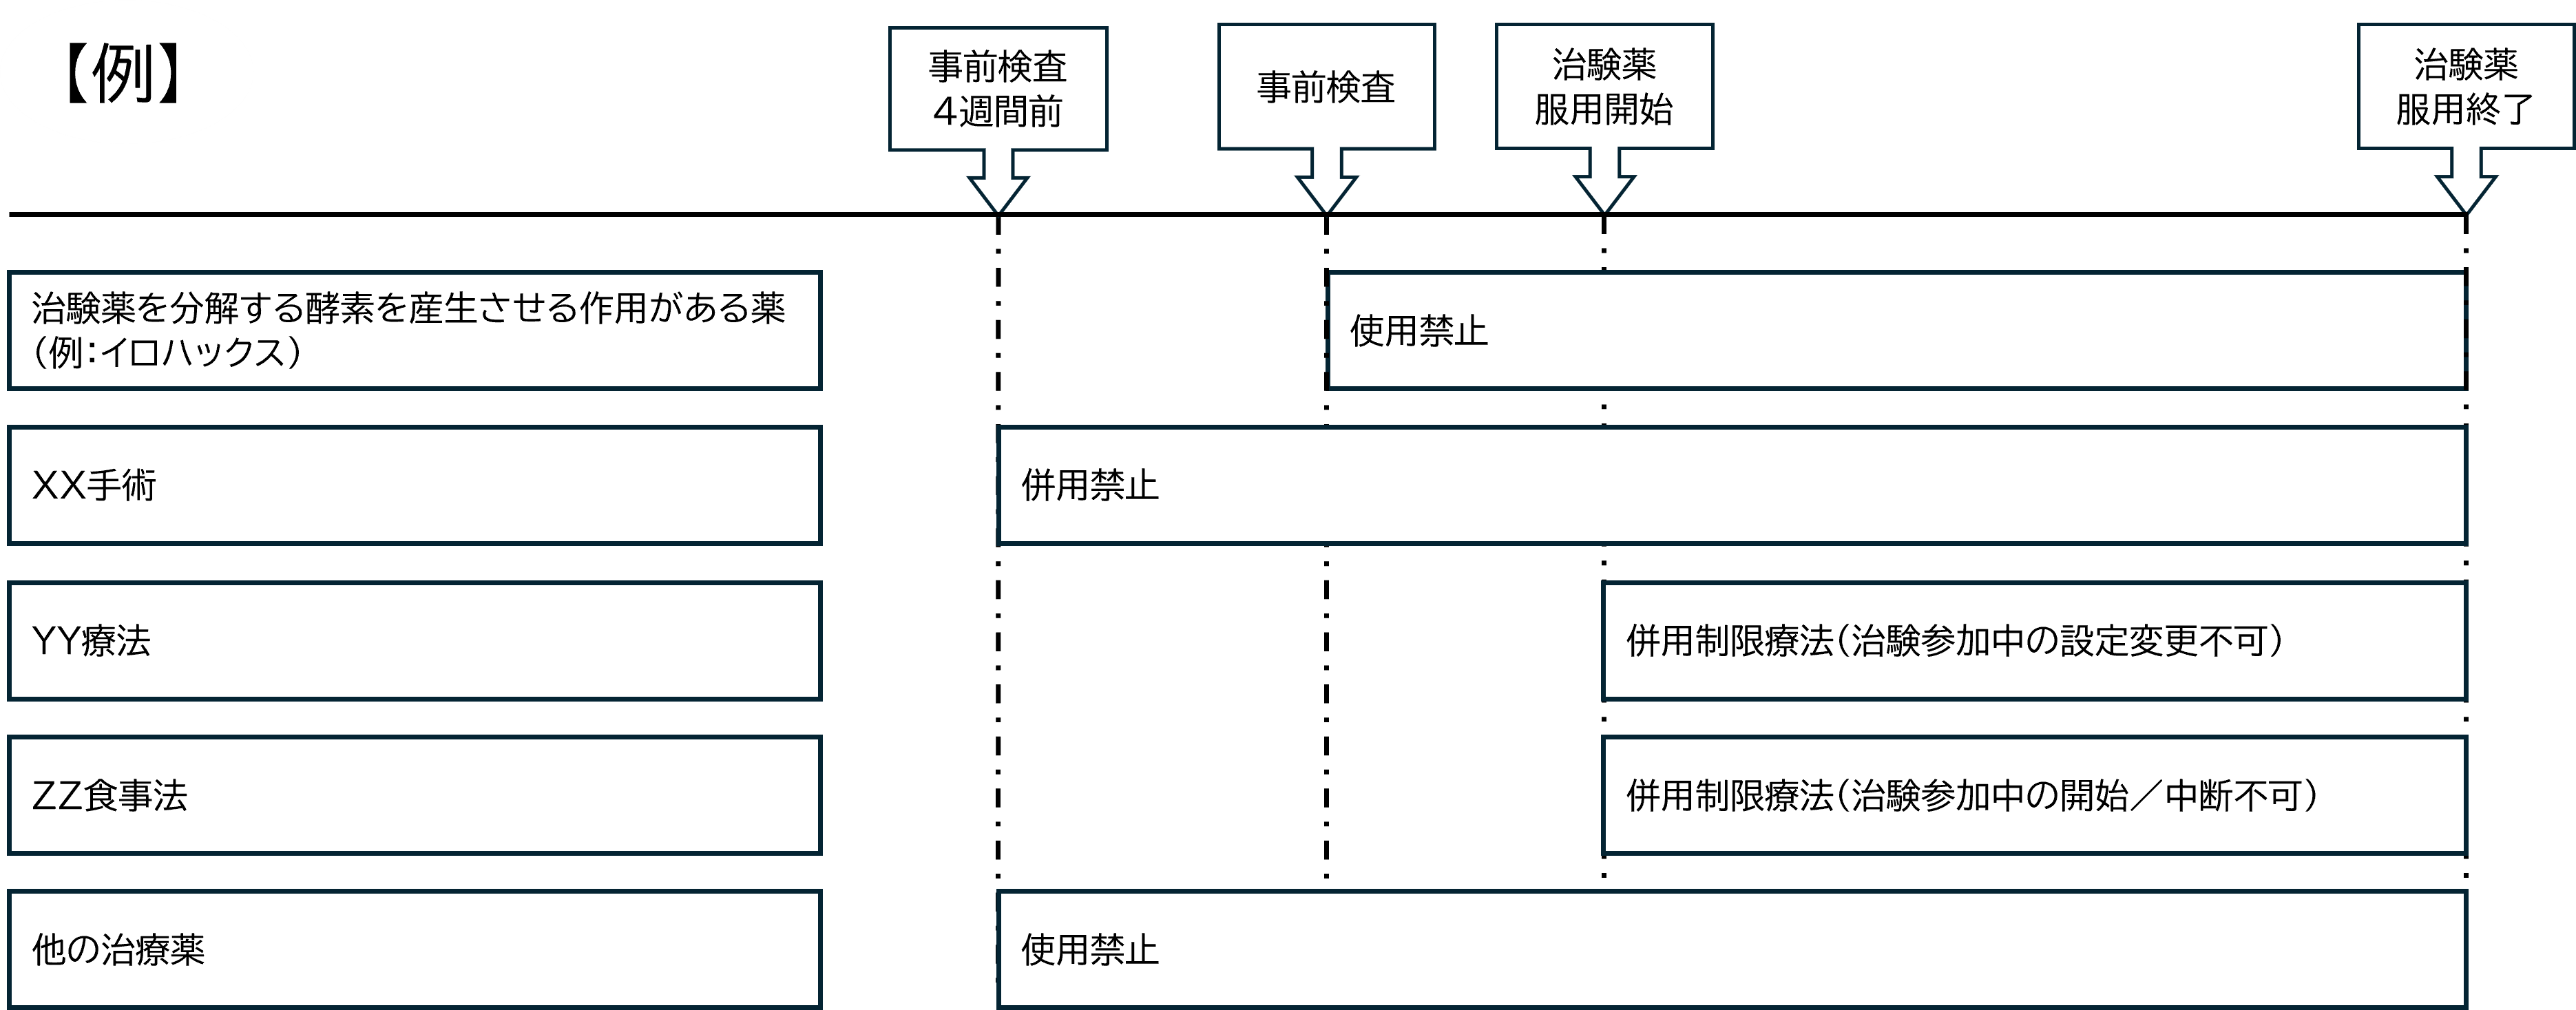 【例】
事前検査
4週間前
事前検査
治験薬
服用開始
治験薬
服用終了
治験薬を分解する酵素を産生させる作用がある薬
（例：イロハックス）
使用禁止
XX手術
併用禁止
YY療法
併用制限療法（治験参加中の設定変更不可）
ZZ食事法
併用制限療法（治験参加中の開始／中断不可）
他の治療薬
使用禁止